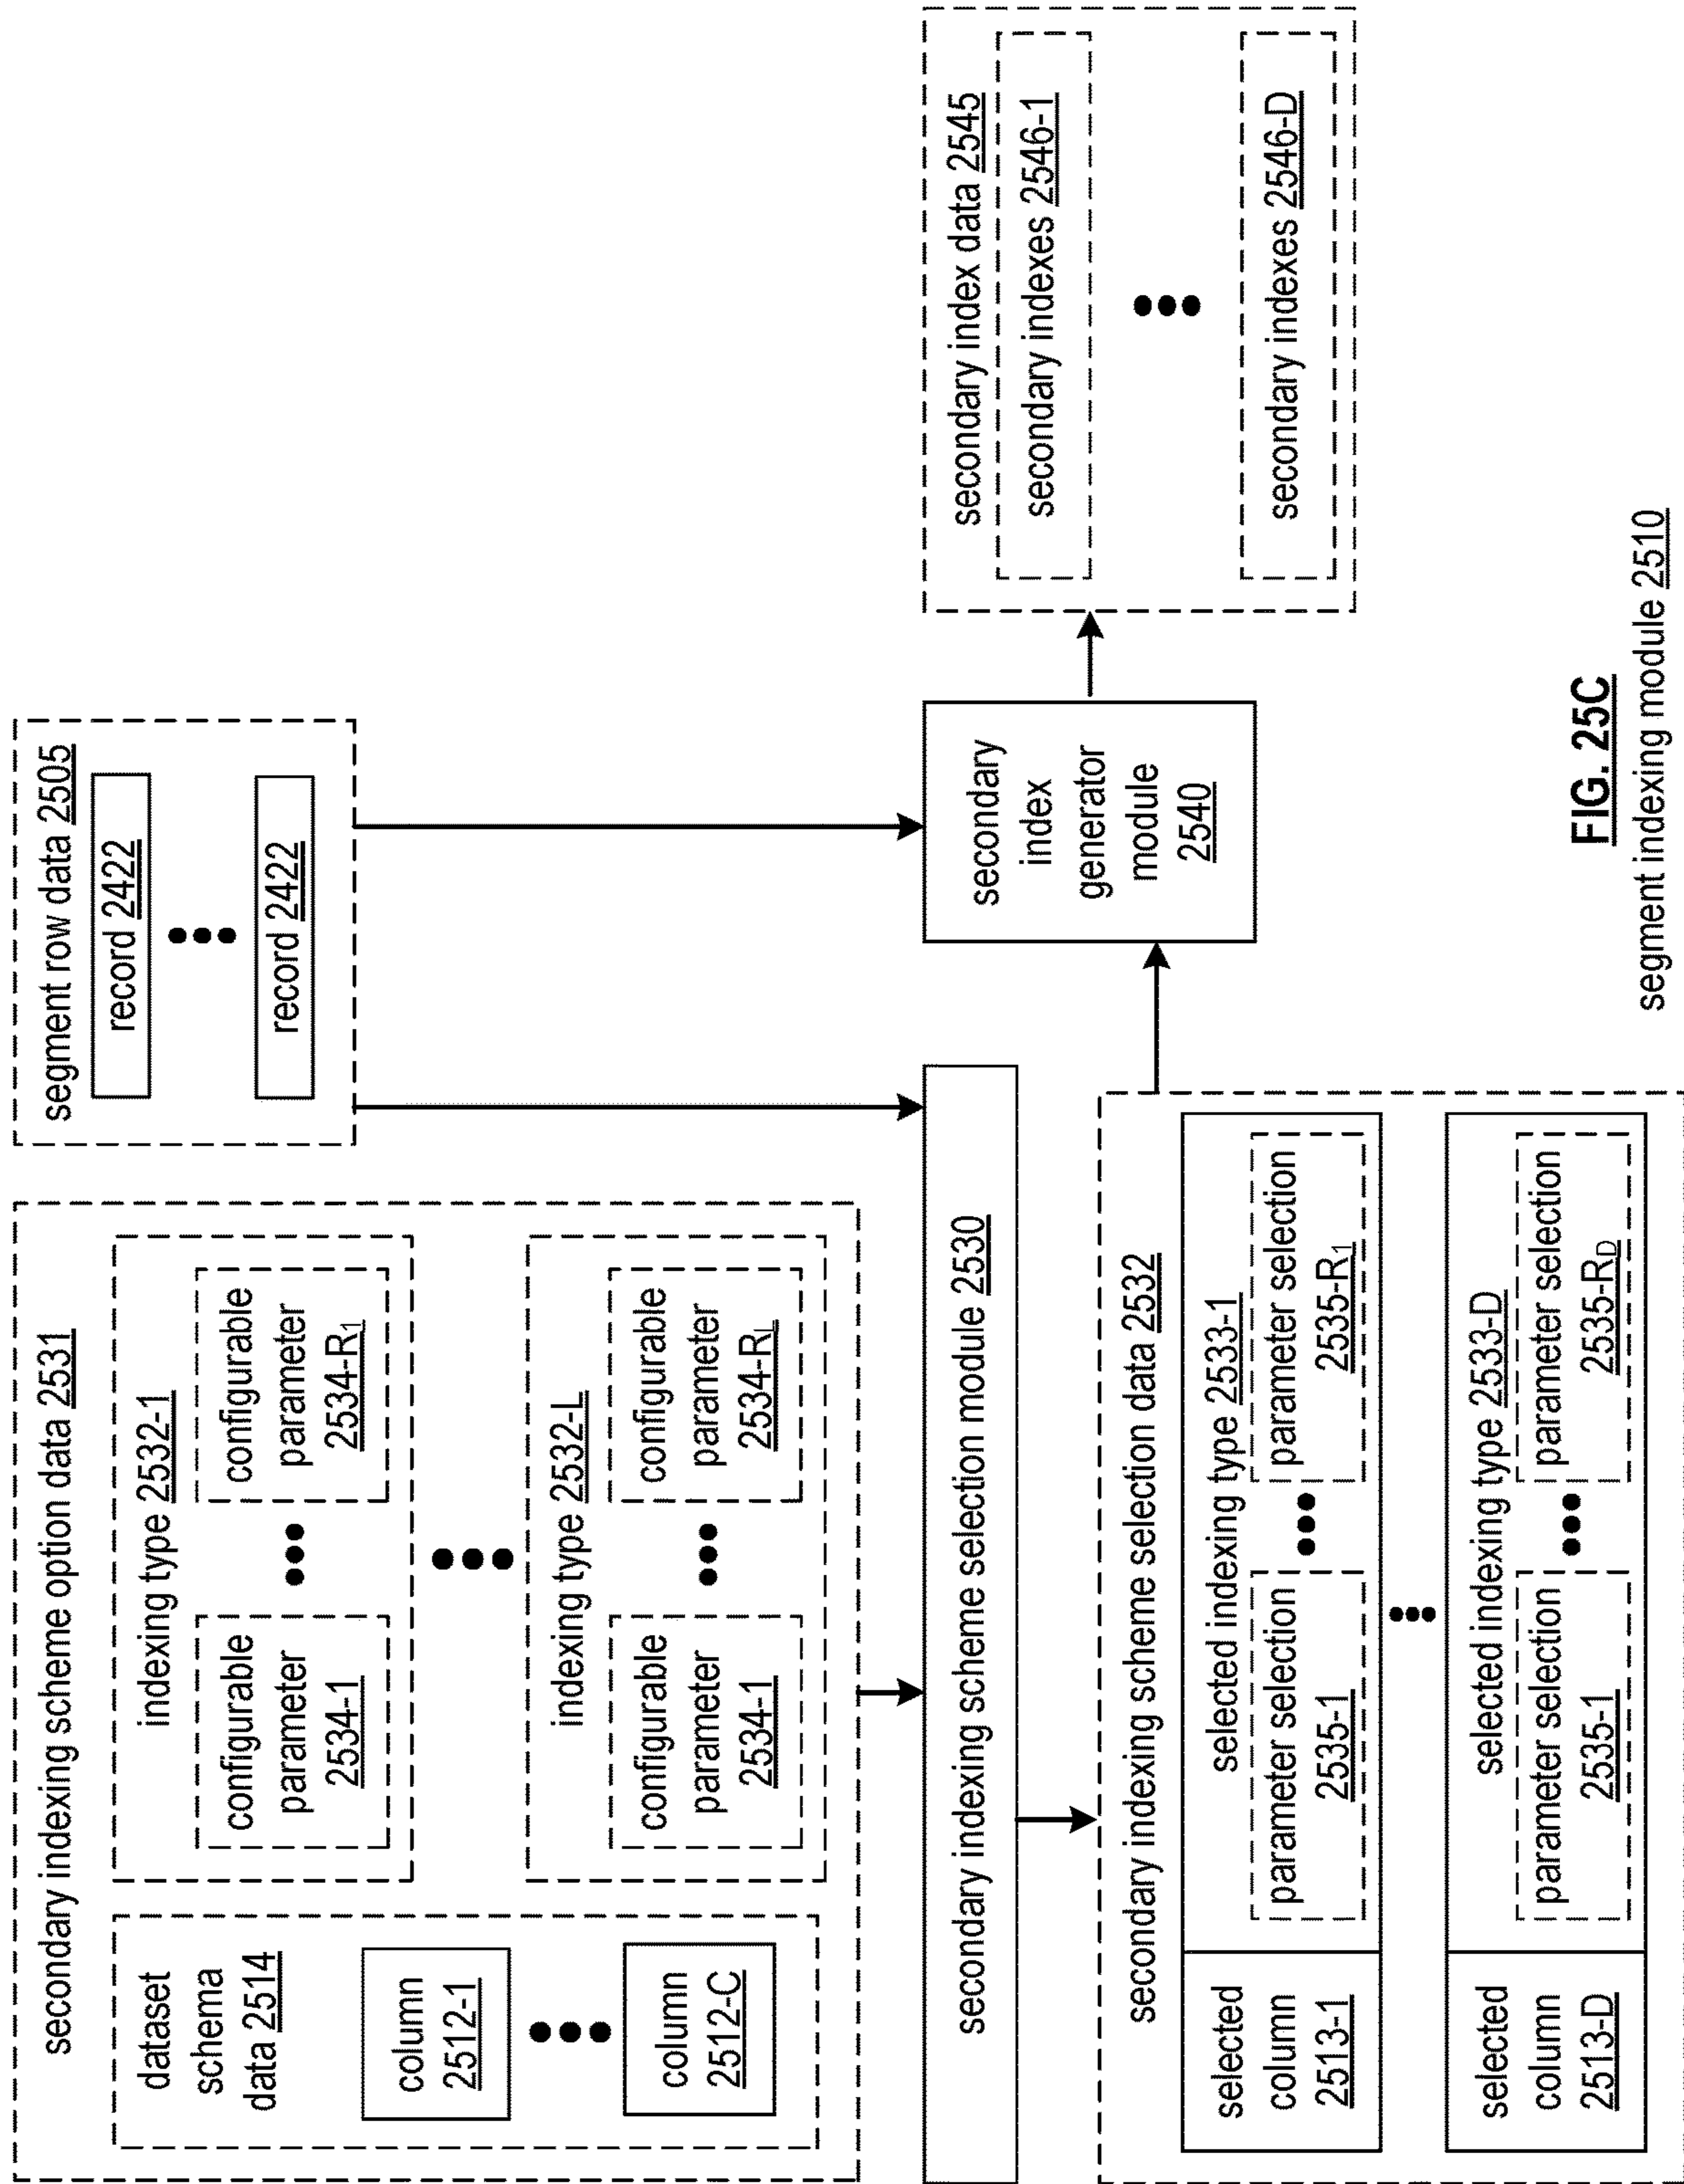 secondary indexing scheme option data 2531
dataset
schema
data 2514
column
2512-1
column
2512-C
indexing type 2532-1
configurable
parameter
2534-1
configurable
parameter
2534-R1
indexing type 2532-L
configurable
parameter
2534-1
configurable
parameter
2534-RL
segment row data 2505
record 2422
record 2422
secondary indexing scheme selection module 2530
secondary indexing scheme selection data 2532
selected
column
2513-1
selected indexing type 2533-1
parameter selection
2535-1
parameter selection
2535-R1
selected
column
2513-D
selected indexing type 2533-D
parameter selection
2535-1
parameter selection
2535-RD
secondary
index
generator
module
2540
secondary index data 2545
secondary indexes 2546-1
secondary indexes 2546-D
FIG. 25C
segment indexing module 2510